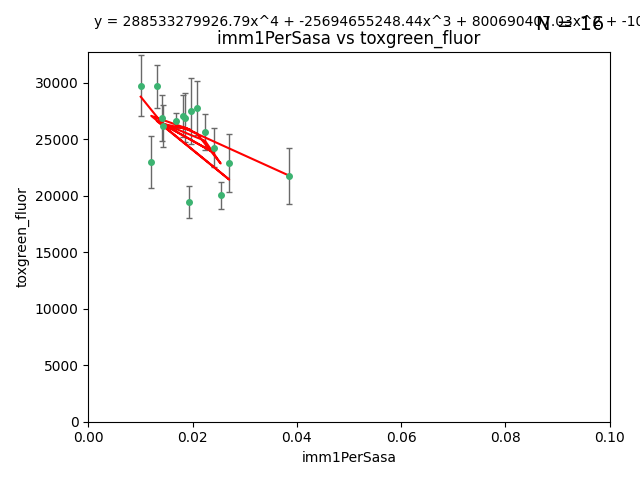 y = 288533279926.79x^4 + -25694655248.44x^3 + 800690407.03x^2 + -10
N = 16
imm1PerSasa vs toxgreen_fluor
30000
25000
20000
15000
10000
5000
0
toxgreen_fluor
0.00 0.02 0.04 0.06 0.08 0.10
imm1PerSasa